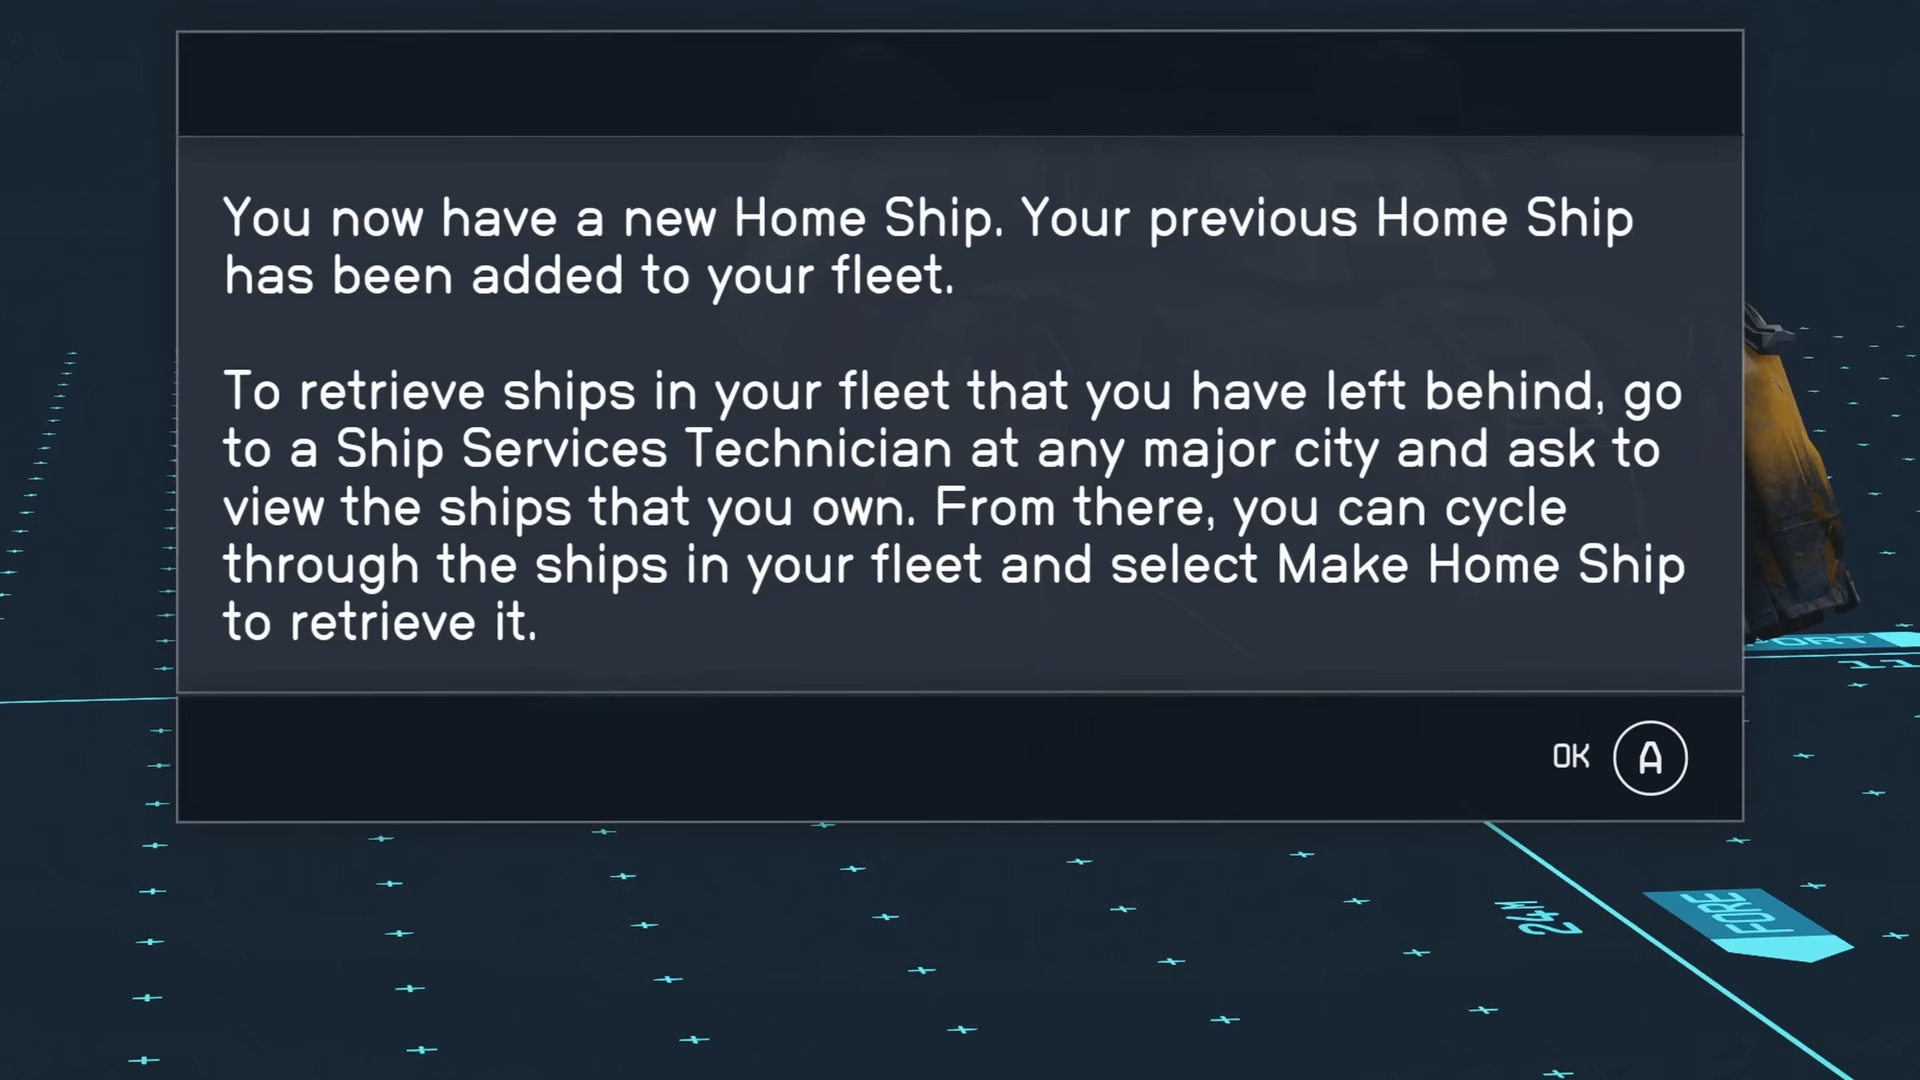 You now have a new Home Ship. Your previous Home Ship
has been added to your fleet.
To retrieve ships in your fleet that you have left behind, go
to a Ship Services Technician at any major city and ask to
view the ships that you own. From there, you can cycle
through the ships in your fleet and select Make Home Ship
to retrieve it.
OK A
24M
FORE